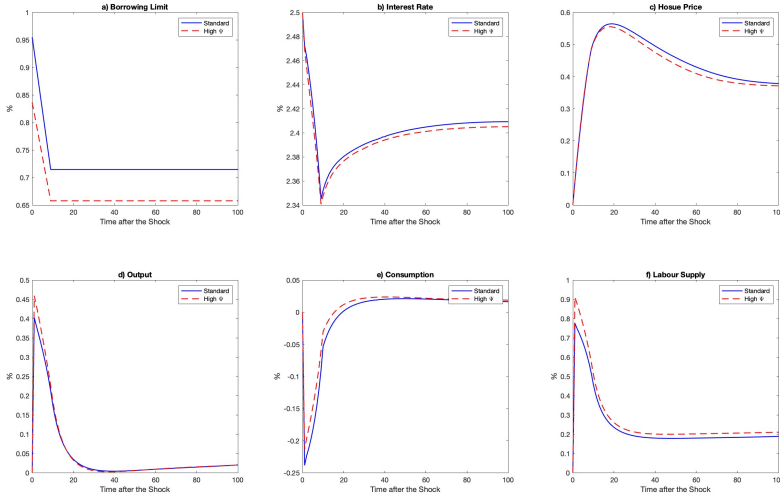 a) Borrowing Limit
1
0.95
0.9
0.85
0.8
0.75
0.7
0.65
%
0 20 40 60 80 100
Time after the Shock
Standard
High Ψ
b) Interest Rate
2.5
2.48
2.46
2.44
2.42
2.4
2.38
2.36
2.34
%
0 20 40 60 80 100
Time after the Shock
Standard
High Ψ
c) Hosue Price
0.6
0.5
0.4
0.3
0.2
0.1
0
%
0 20 40 60 80 100
Time after the Shock
Standard
High Ψ
d) Output
0.5
0.45
0.4
0.35
0.3
0.25
0.2
0.15
0.1
0.05
0
%
0 20 40 60 80 100
Time after the Shock
Standard
High Ψ
e) Consumption
0.05
0
-0.05
-0.1
-0.15
-0.2
-0.25
%
0 20 40 60 80 100
Time after the Shock
Standard
High Ψ
f) Labour Supply
1
0.9
0.8
0.7
0.6
0.5
0.4
0.3
0.2
0.1
0
%
0 20 40 60 80 100
Time after the Shock
Standard
High Ψ